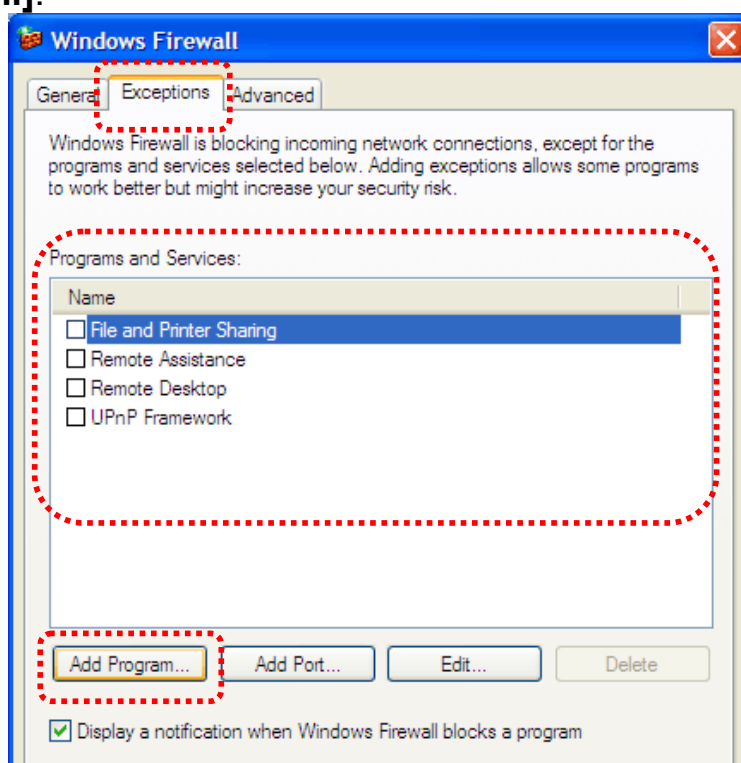 ll].
Windows Firewall
General Exceptions Advanced
Windows Firewall is blocking incoming network connections, except for the
programs and services selected below. Adding exceptions allows some programs
to work better but might increase your security risk.
Programs and Services:
Name
File and Printer Sharing
Remote Assistance
Remote Desktop
UPnP Framework
Add Program... Add Port... Edit... Delete
Display a notification when Windows Firewall blocks a program